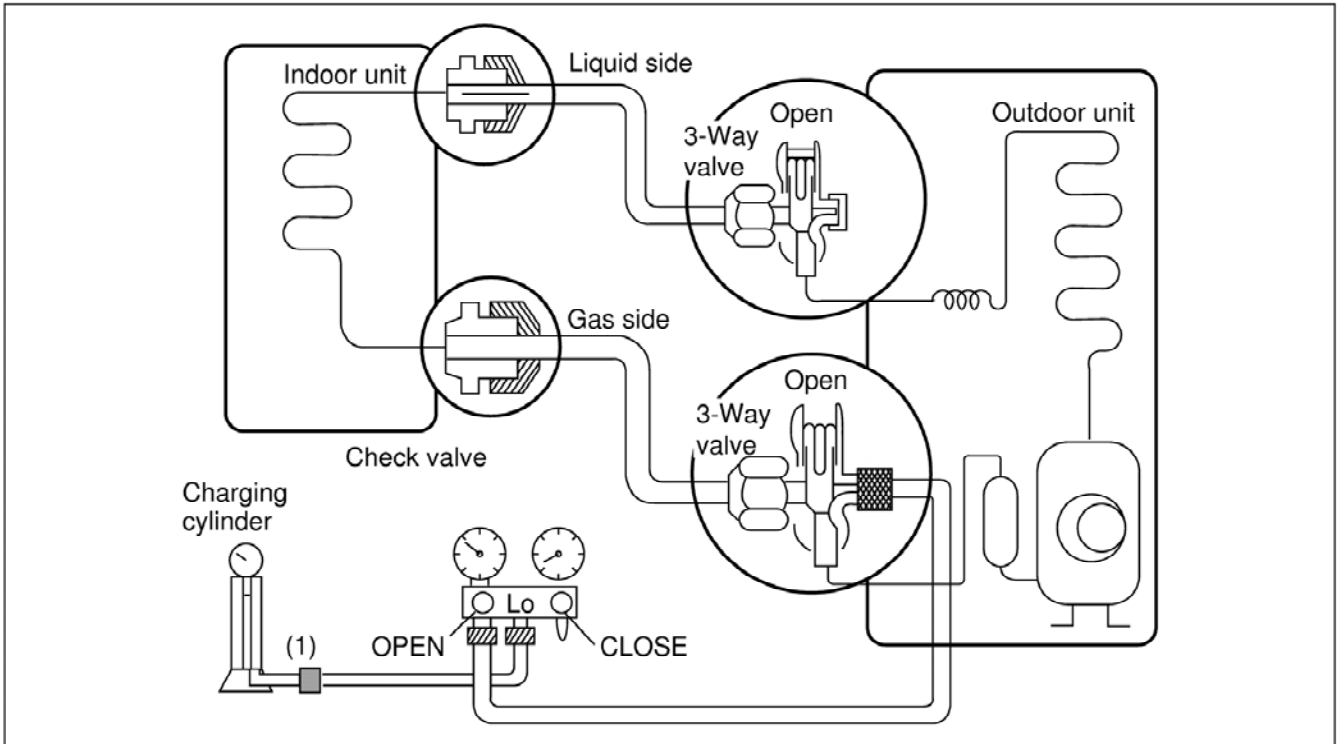 Indoor unit
Liquid side
Open
3-Way
valve
Outdoor unit
Gas side
Open
3-Way
valve
Check valve
Charging
cylinder
(1)
OPEN
Lo
CLOSE